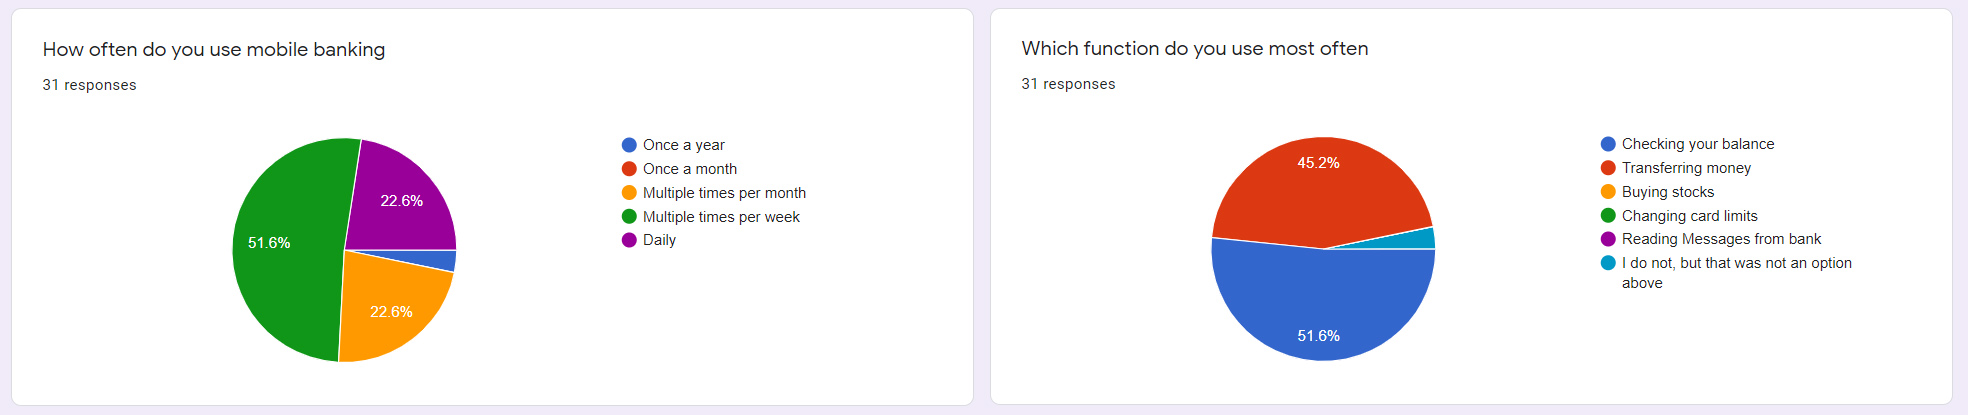 How often do you use mobile banking
31 responses
22.6%
51.6%
22.6%
Once a year
Once a month
Multiple times per month
Multiple times per week
Daily
Which function do you use most often
31 responses
45.2%
51.6%
Checking your balance
Transferring money
Buying stocks
Changing card limits
Reading Messages from bank
I do not, but that was not an option
above